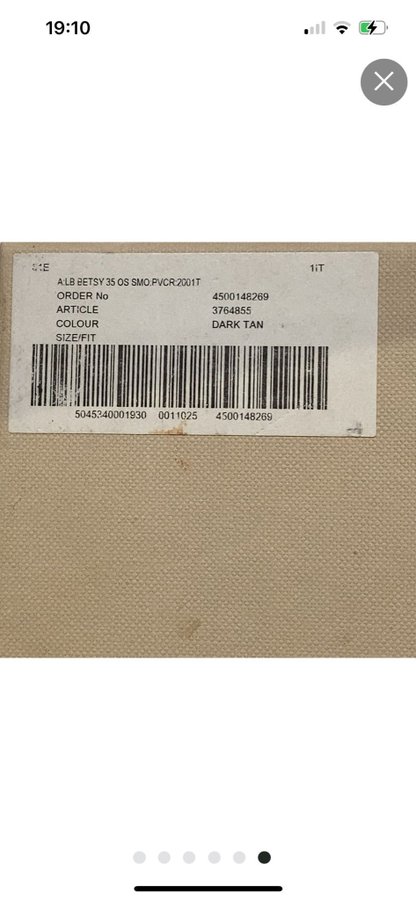 19:10
1iT
A:LB BETSY 35 OS SMO:PVCR:2001T
ORDER No 4500148269
ARTICLE 3764855
COLOUR DARK TAN
SIZE/FIT
5045340001930 0011025 4500148269